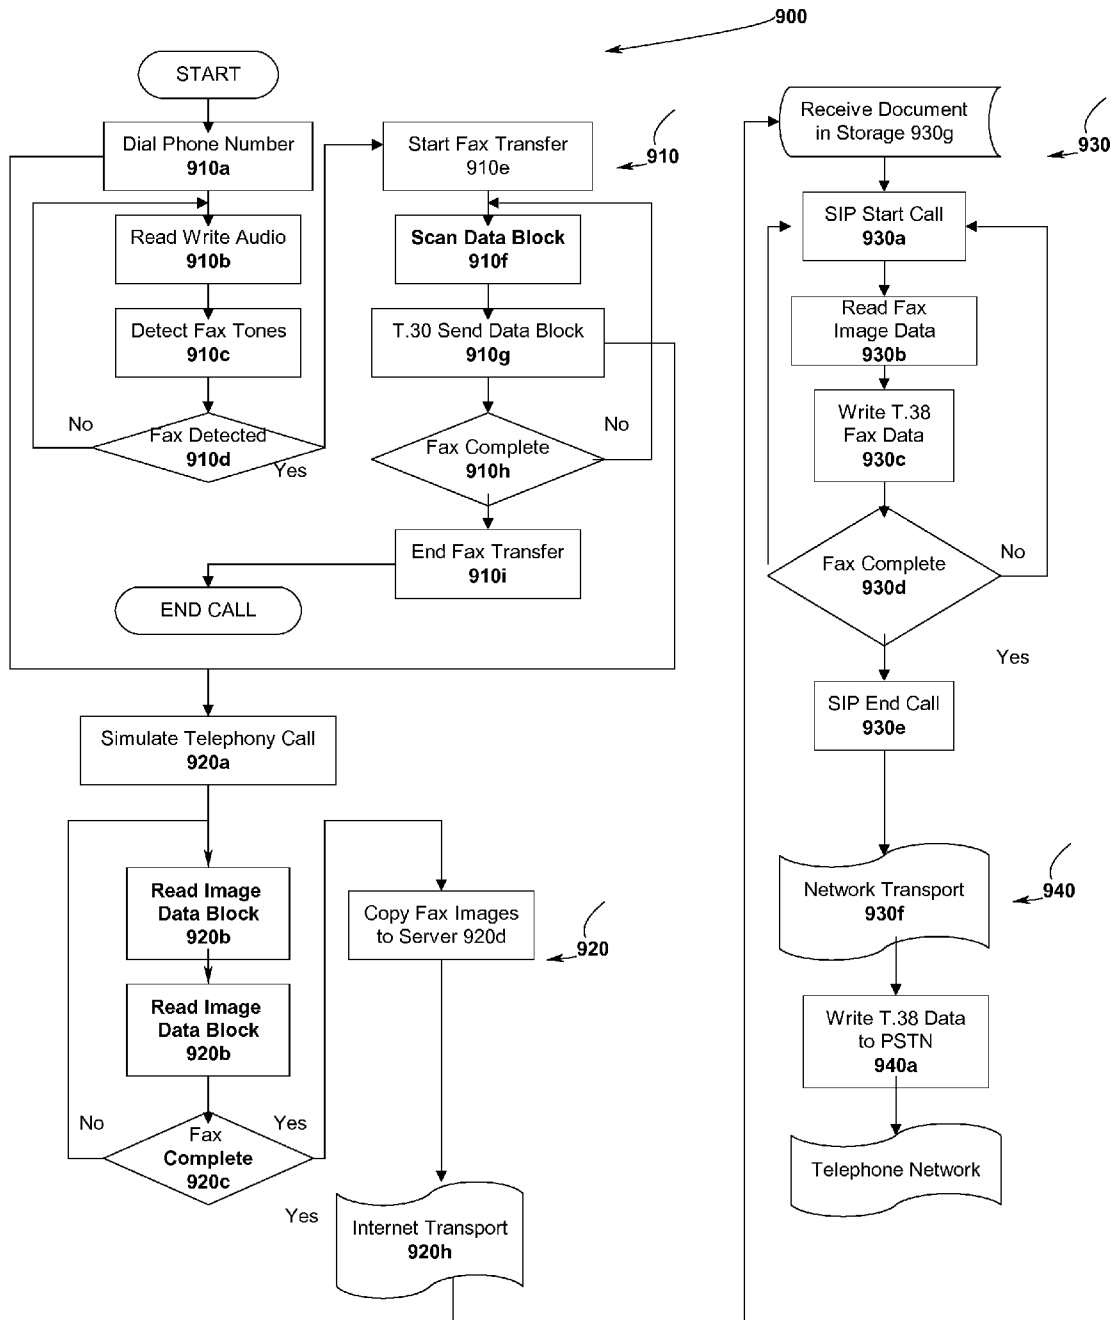 900
START
Dial Phone Number
910a
Read Write Audio
910b
Detect Fax Tones
910c
No
Fax Detected
910d
Yes
Start Fax Transfer
910e
910
Scan Data Block
910f
T.30 Send Data Block
910g
No
Fax Complete
910h
End Fax Transfer
910i
END CALL
Simulate Telephony Call
920a
Read Image
Data Block
920b
Read Image
Data Block
920b
No
Yes
Fax
Complete
920c
Copy Fax Images
to Server 920d
920
Yes
Internet Transport
920h
Receive Document
in Storage 930g
930
SIP Start Call
930a
Read Fax
Image Data
930b
Write T.38
Fax Data
930c
Fax Complete
930d
No
Yes
SIP End Call
930e
Network Transport
930f
940
Write T.38 Data
to PSTN
940a
Telephone Network